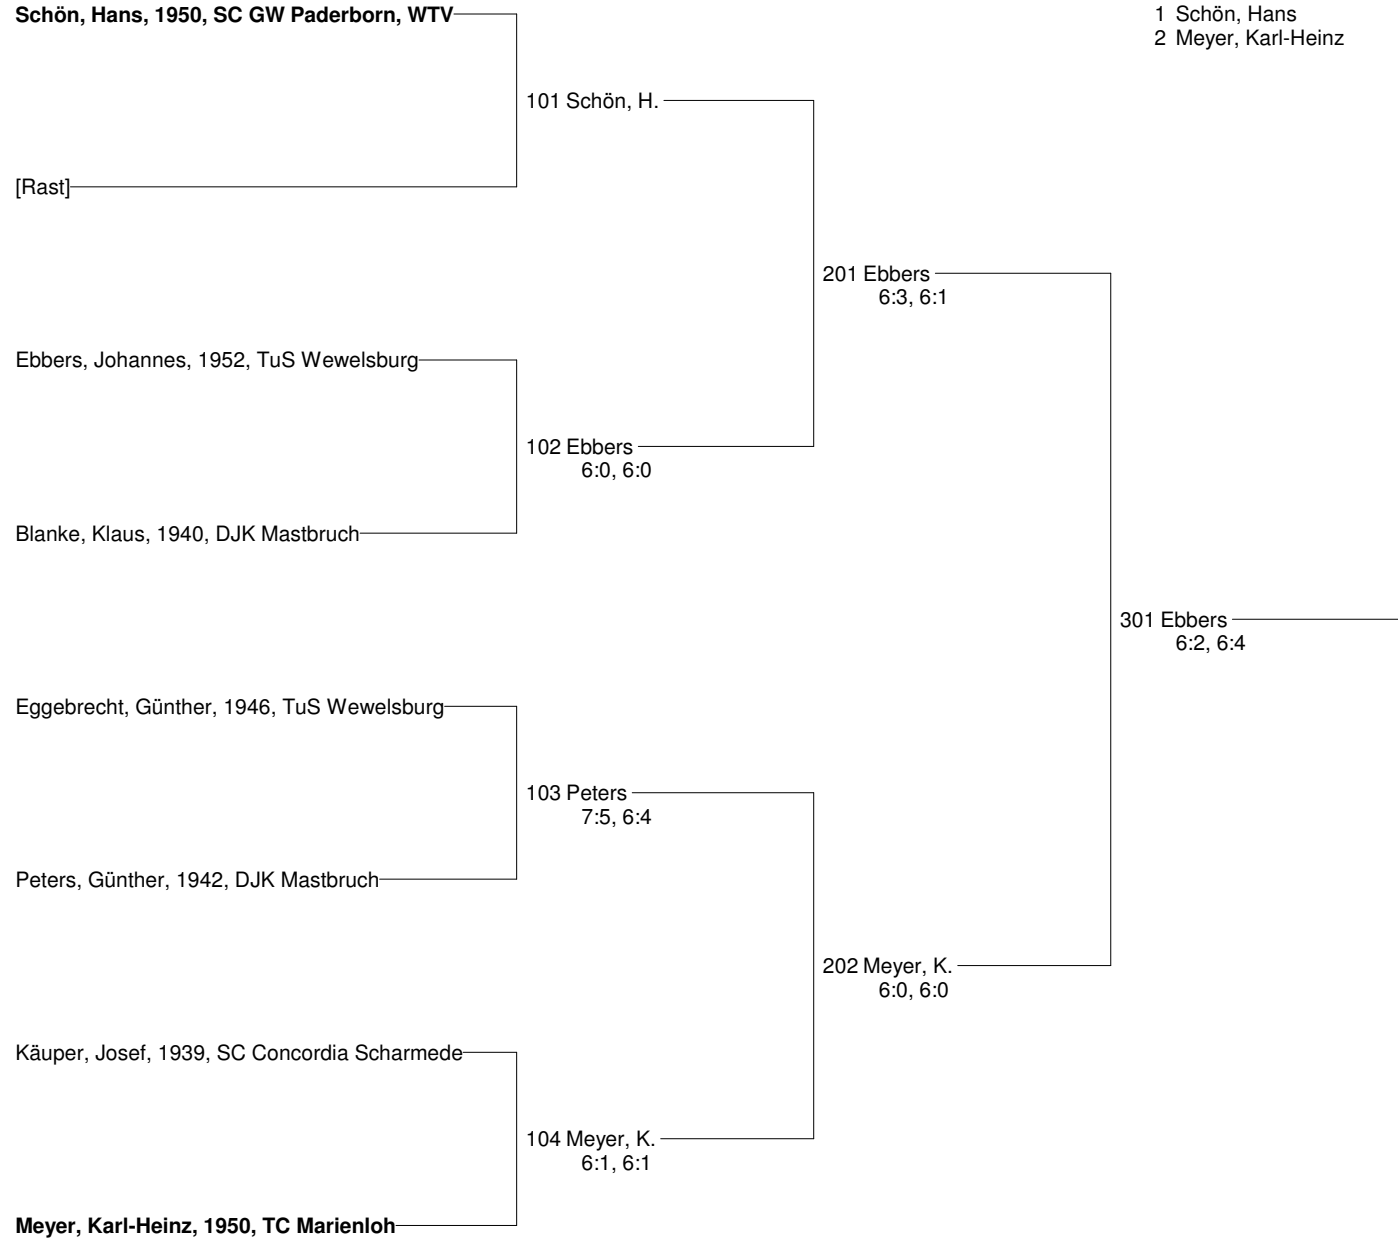 Schön, Hans, 1950, SC GW Paderborn, WTV
1 Schön, Hans
2 Meyer, Karl-Heinz
101 Schön, H.
[Rast]
201 Ebbers
6:3, 6:1
Ebbers, Johannes, 1952, TuS Wewelsburg
102 Ebbers
6:0, 6:0
Blanke, Klaus, 1940, DJK Mastbruch
301 Ebbers
6:2, 6:4
Eggebrecht, Günther, 1946, TuS Wewelsburg
103 Peters
7:5, 6:4
Peters, Günther, 1942, DJK Mastbruch
202 Meyer, K.
6:0, 6:0
Käuper, Josef, 1939, SC Concordia Scharmede
104 Meyer, K.
6:1, 6:1
Meyer, Karl-Heinz, 1950, TC Marienloh